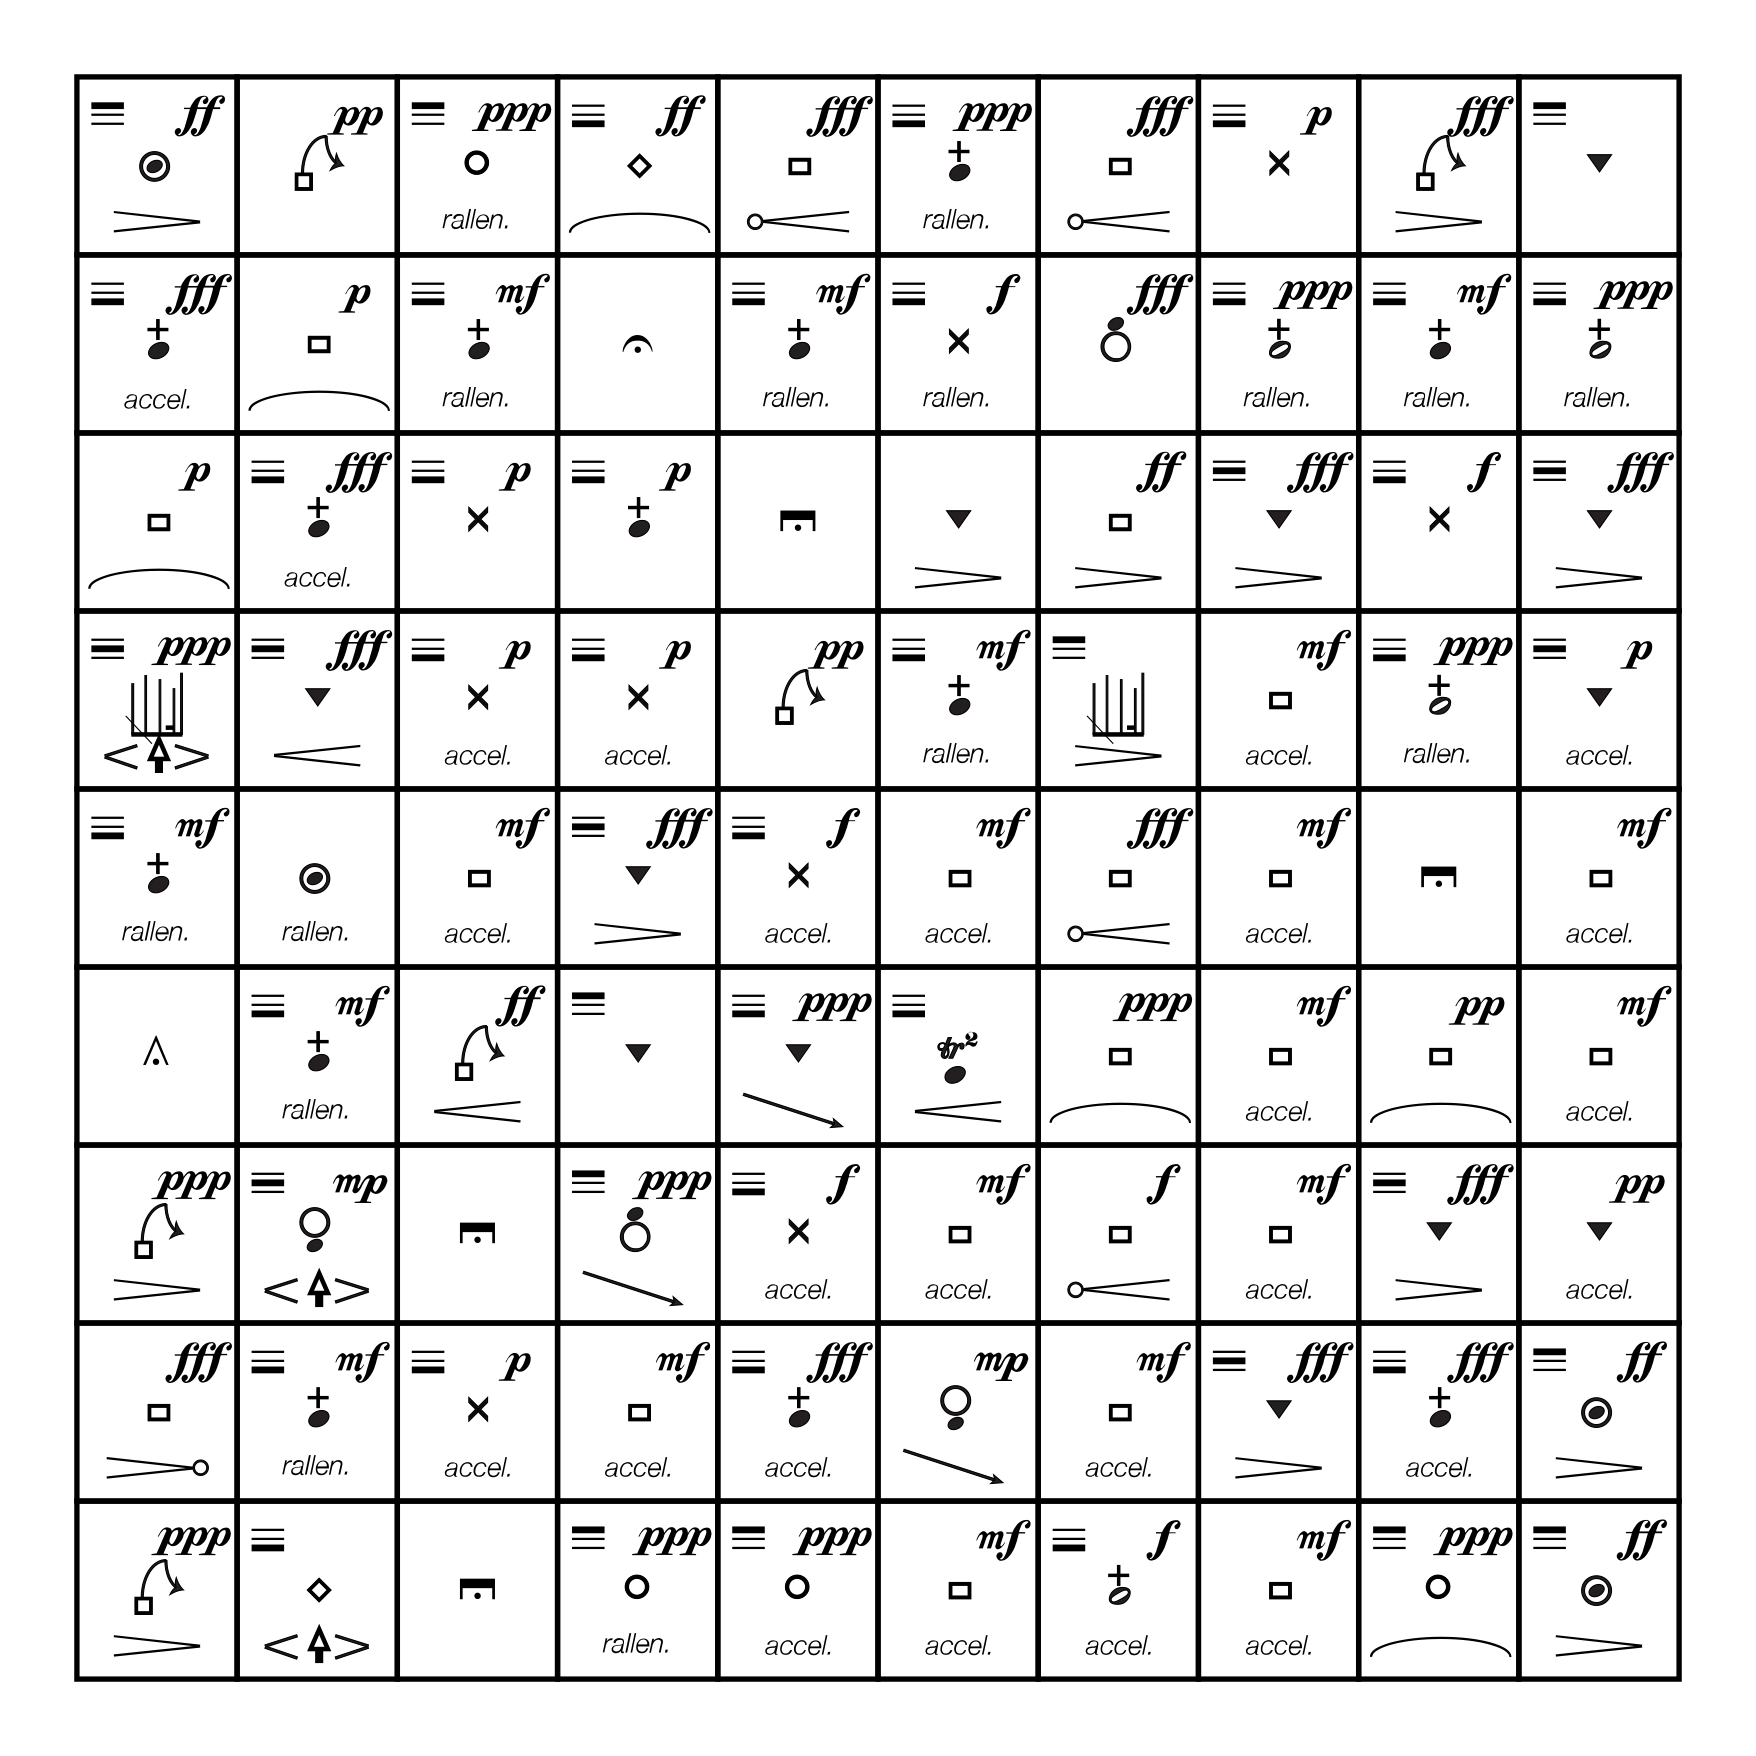 ff pp ppp ff fff ppp fff p fff
rallen. rallen.
fff p mf mf f fff ppp mf ppp
accel. rallen. rallen. rallen. rallen. rallen. rallen.
p fff p p ff fff f fff
accel.
ppp fff p p pp mf mf ppp p
accel. accel. rallen. accel. rallen. accel.
mf mf fff f mf fff mf mf
rallen. rallen. accel. accel. accel. accel. accel.
mf ff ppp ppp mf pp mf
tr2
rallen. accel. accel.
ppp mp ppp f mf f mf fff pp
accel. accel. accel. accel.
fff mf p mf fff mp mf fff fff ff
rallen. accel. accel. accel. accel. accel.
ppp ppp ppp mf f mf ppp ff
rallen. accel. accel. accel. accel.